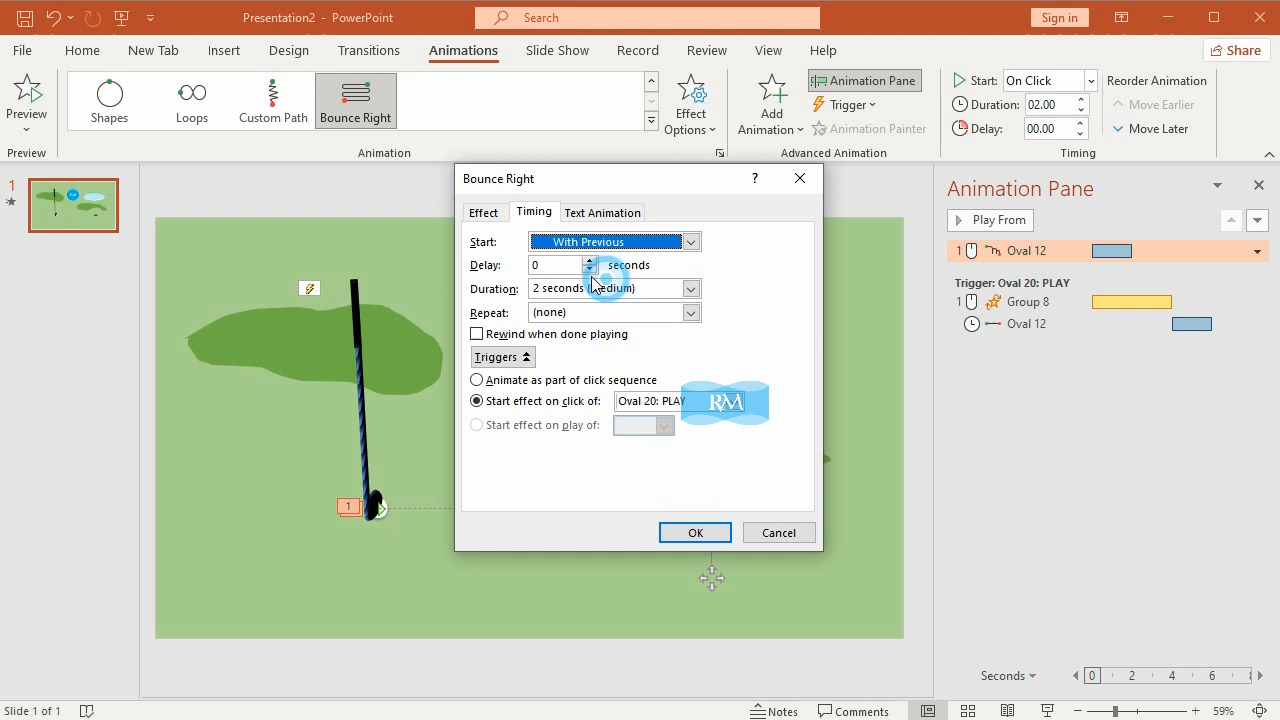 Presentation2 - PowerPoint
Search
Sign in
File Home New Tab Insert Design Transitions Animations Slide Show Record Review View Help Share
Preview
Shapes Loops Custom Path Bounce Right
Effect Options
Add Animation
Animation Pane
Trigger
Animation Painter
Start: On Click
Duration: 02.00
Delay: 00.00
Reorder Animation
Move Earlier
Move Later
Preview Animation Advanced Animation Timing
1
Bounce Right ?
Effect Timing Text Animation
Start: With Previous
Delay: 0 seconds
Duration: 2 seconds (Medium)
Repeat: (none)
Rewind when done playing
Triggers
Animate as part of click sequence
Start effect on click of: Oval 20: PLAY
RM
Start effect on play of:
OK Cancel
1
Animation Pane
Play From
1 Oval 12
Trigger: Oval 20: PLAY
1 Group 8
Oval 12
Seconds 0 2 4 6
Slide 1 of 1 Notes Comments 59%